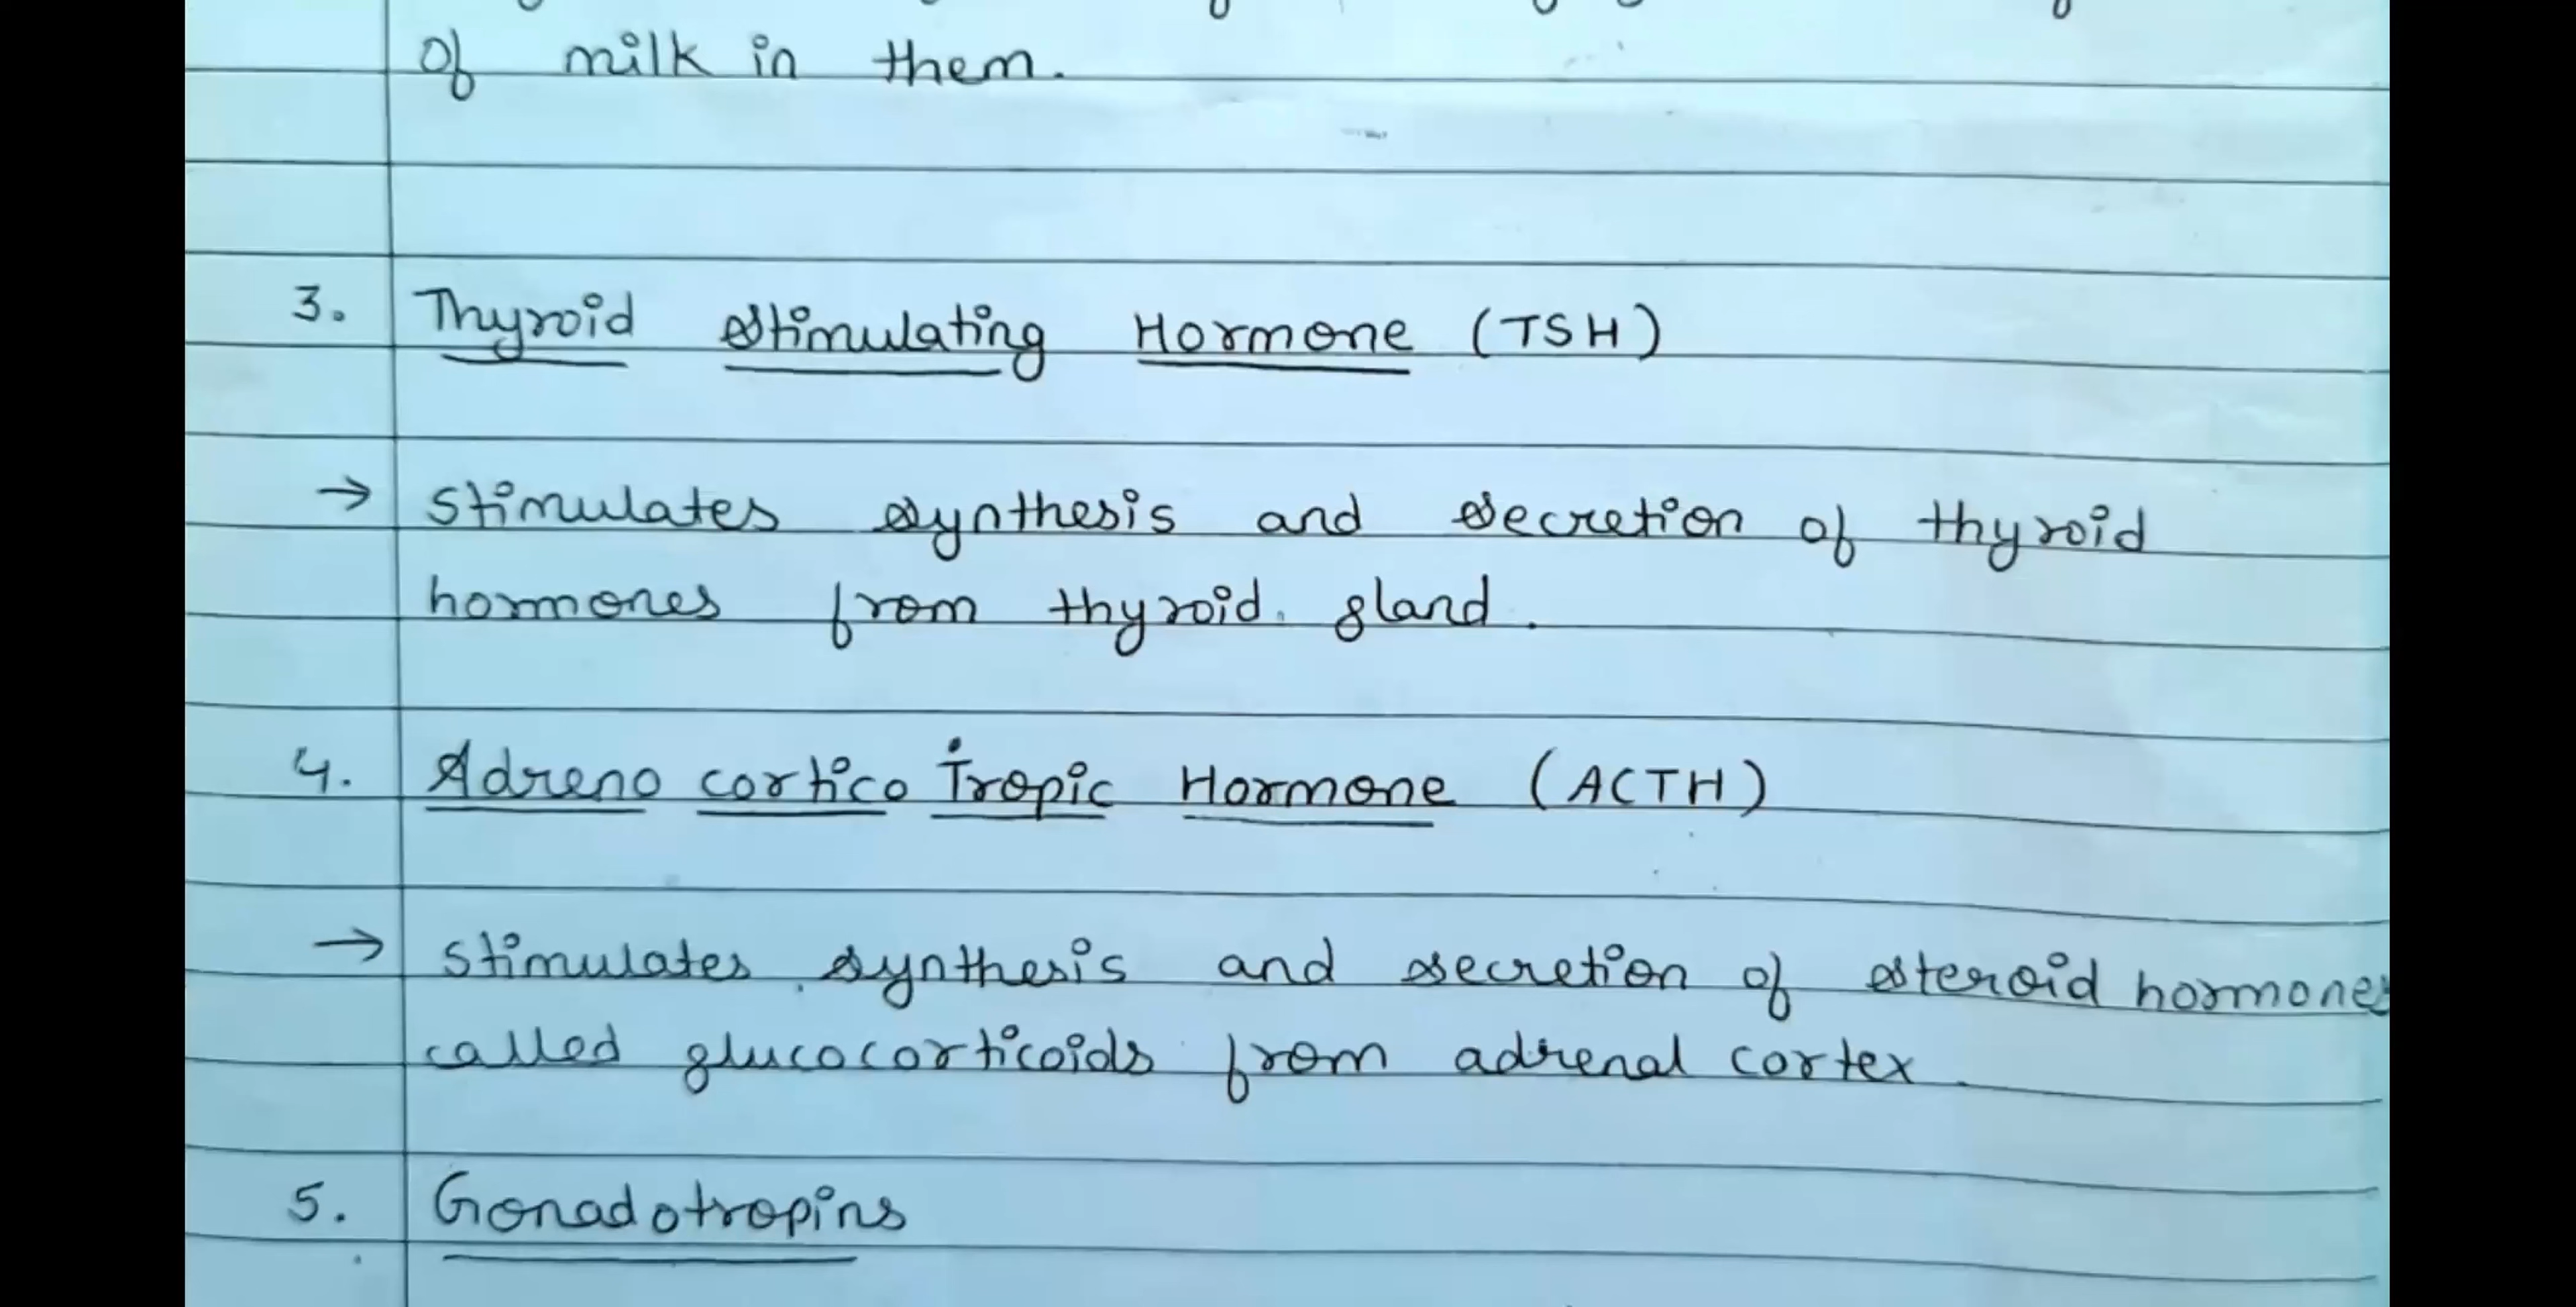 of milk in them.
3. Thyroid Stimulating Hormone (TSH)
→ Stimulates synthesis and secretion of thyroid
hormones from thyroid gland.
4. Adreno cortico Tropic Hormone (ACTH)
→ Stimulates synthesis and secretion of steroid hormones
called glucocorticoids from adrenal cortex.
5. Gonadotropins